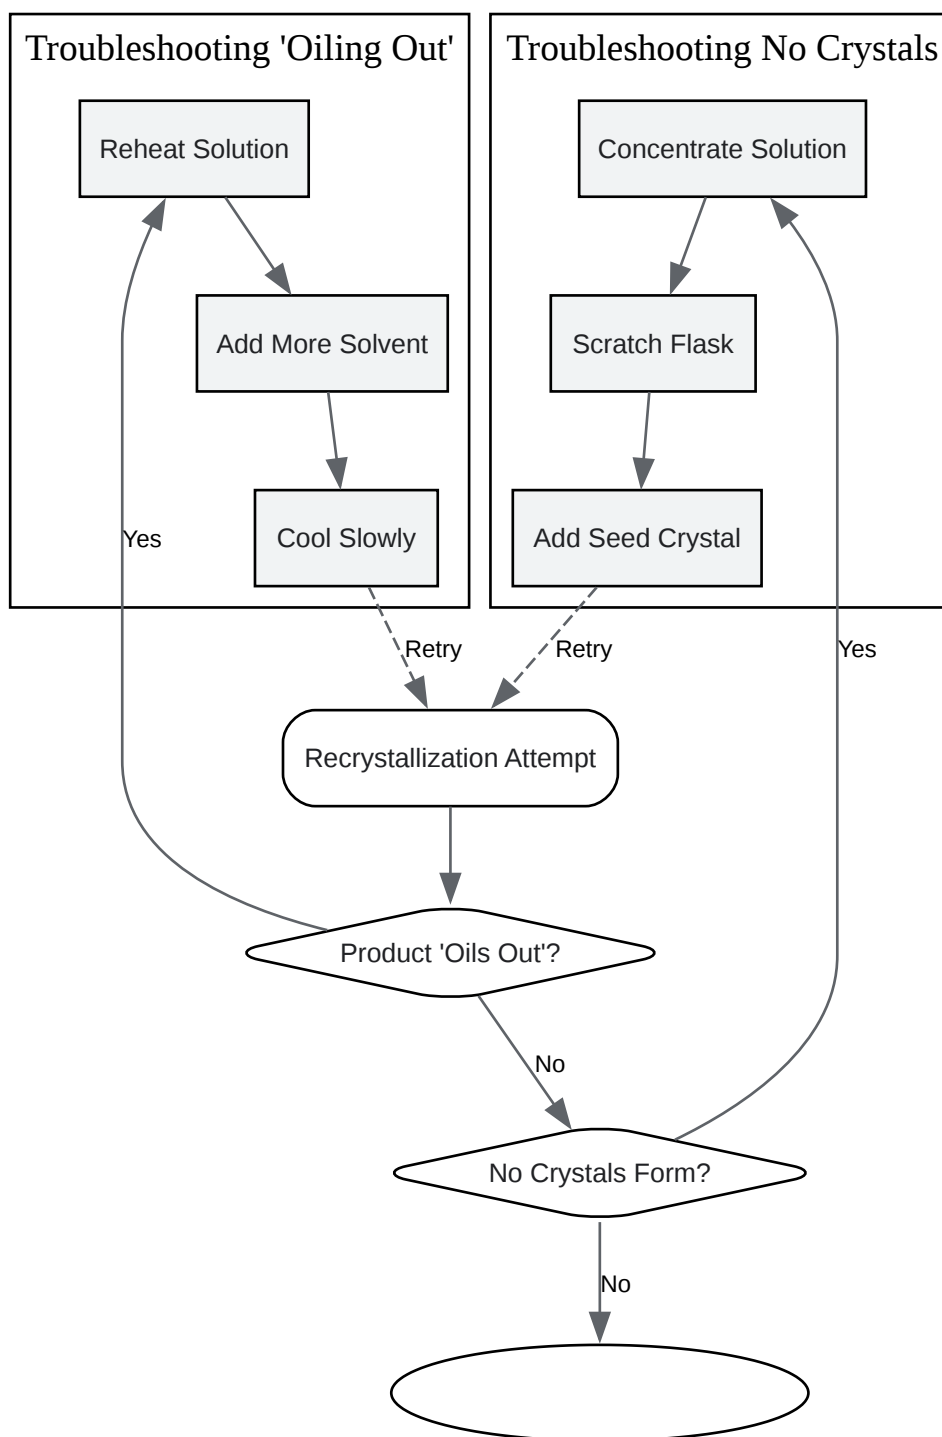 Troubleshooting 'Oiling Out'
Reheat Solution
Add More Solvent
Cool Slowly
Yes
Retry
Troubleshooting No Crystals
Concentrate Solution
Scratch Flask
Add Seed Crystal
Retry
Yes
Recrystallization Attempt
Product 'Oils Out'?
No
No Crystals Form?
No